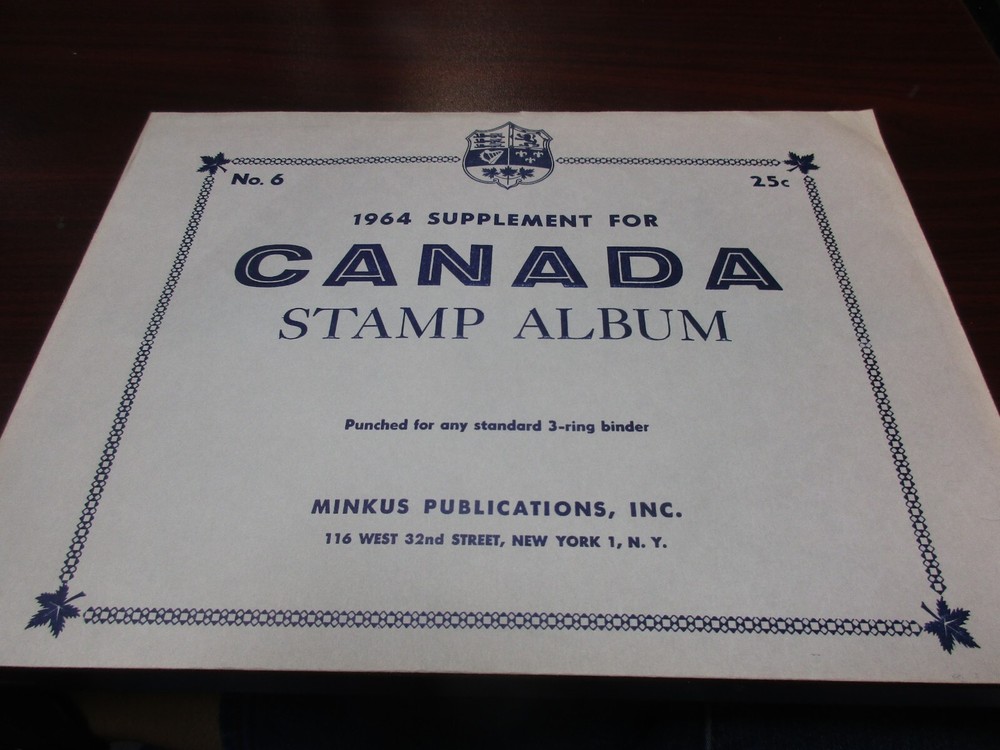 No. 6
25c
1964 SUPPLEMENT FOR
CANADA
STAMP ALBUM
Punched for any standard 3-ring binder
MINKUS PUBLICATIONS, INC.
116 WEST 32nd STREET, NEW YORK 1, N. Y.